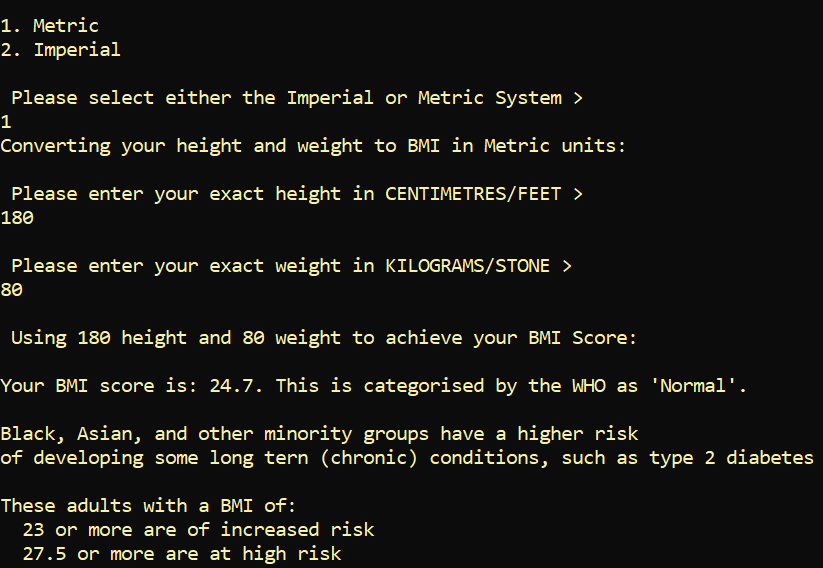 1. Metric
2. Imperial
Please select either the Imperial or Metric System >
1
Converting your height and weight to BMI in Metric units:
Please enter your exact height in CENTIMETRES/FEET >
180
Please enter your exact weight in KILOGRAMS/STONE >
80
Using 180 height and 80 weight to achieve your BMI Score:
Your BMI score is: 24.7. This is categorised by the WHO as 'Normal'.
Black, Asian, and other minority groups have a higher risk
of developing some long tern (chronic) conditions, such as type 2 diabetes
These adults with a BMI of:
23 or more are of increased risk
27.5 or more are at high risk